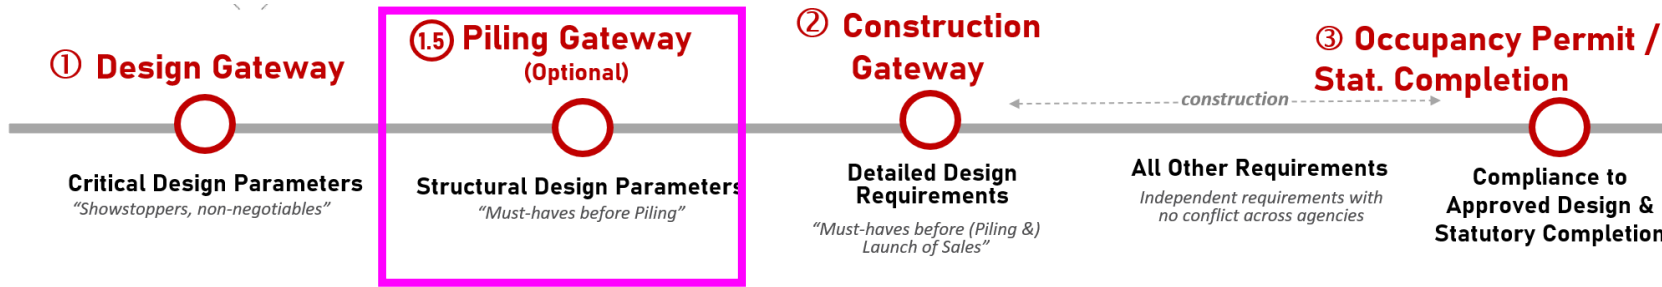 ① Design Gateway
Critical Design Parameters
“Showstoppers, non-negotiables”
1.5 Piling Gateway
(Optional)
Structural Design Parameters
“Must-haves before Piling”
② Construction
Gateway
Detailed Design
Requirements
“Must-haves before (Piling &)
Launch of Sales”
construction
All Other Requirements
Independent requirements with
no conflict across agencies
③ Occupancy Permit /
Stat. Completion
Compliance to
Approved Design &
Statutory Completion